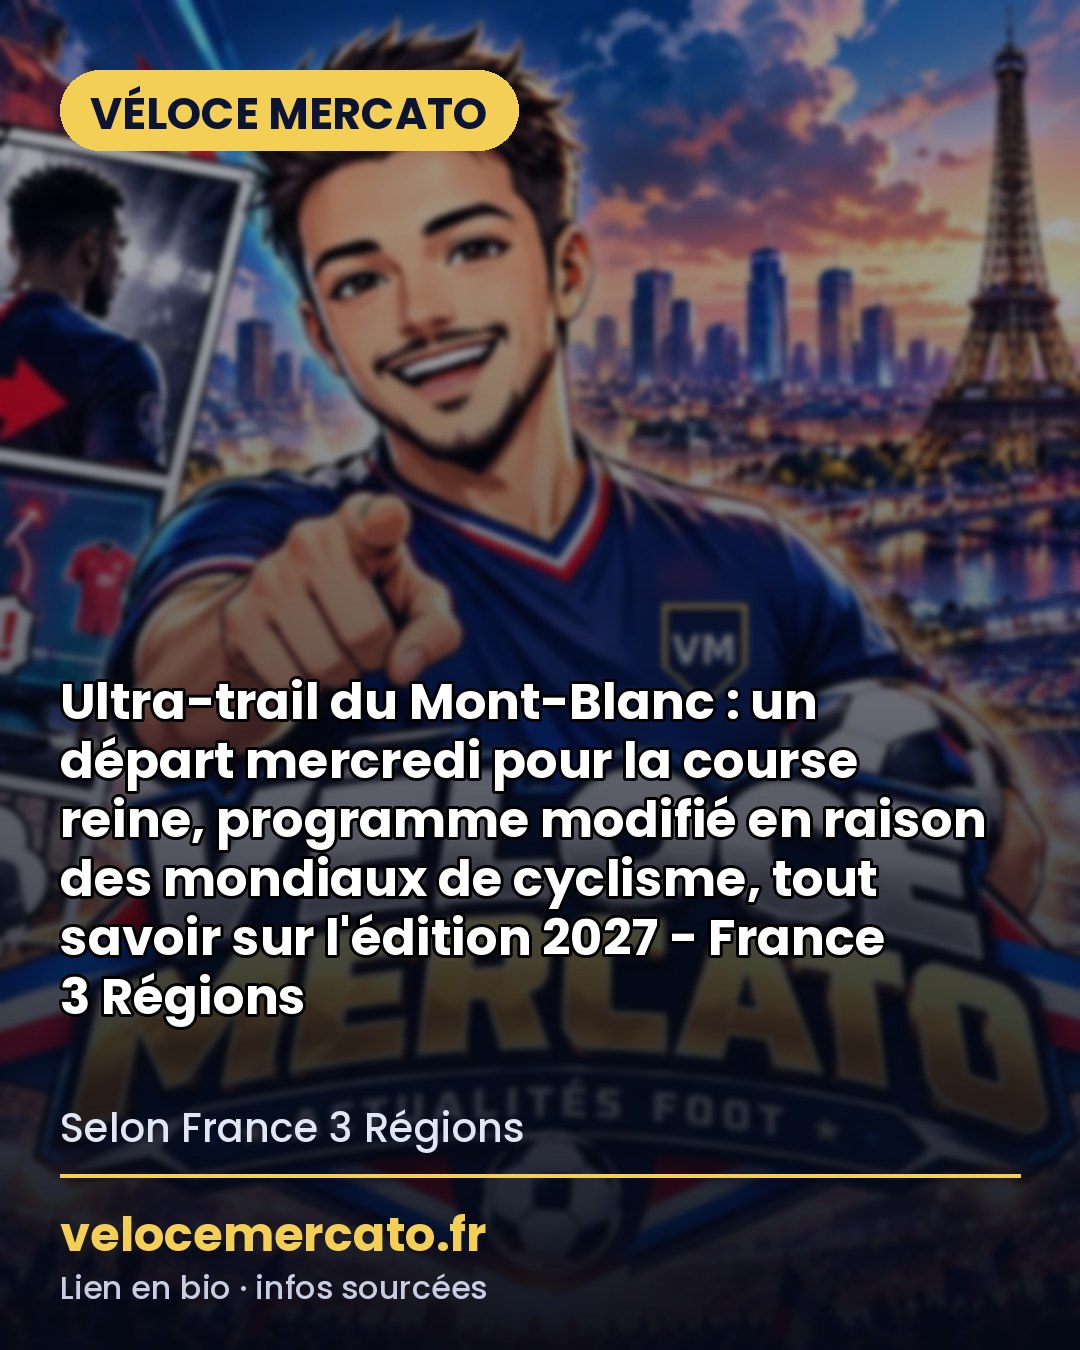 VÉLOCE MERCATO
VM
Ultra-trail du Mont-Blanc : un
départ mercredi pour la course
reine, programme modifié en raison
des mondiaux de cyclisme, tout
savoir sur l'édition 2027 - France
3 Régions
VÉLOCE
MERCATO
FOOT
Selon France 3 Régions
velocemercato.fr
Lien en bio · infos sourcées